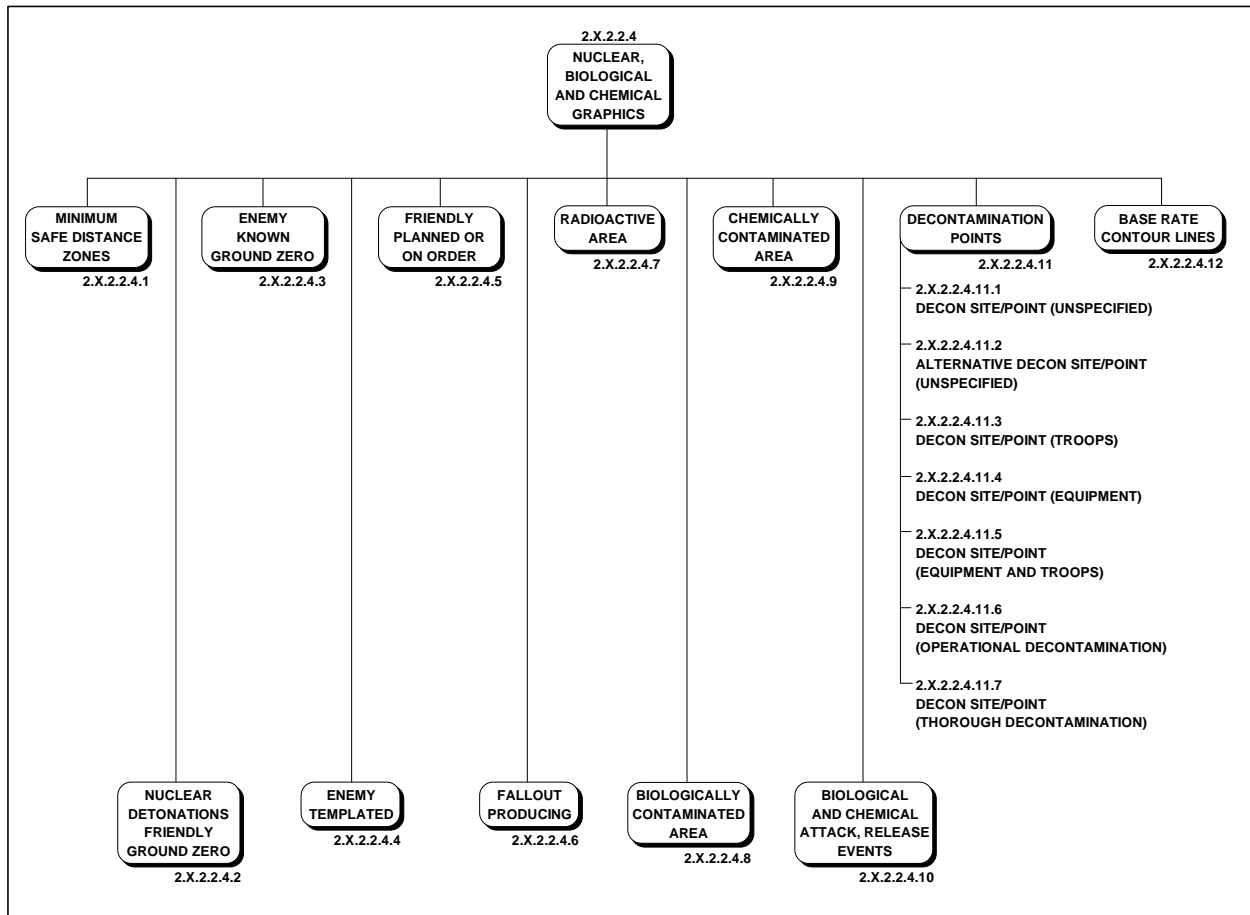 2.X.2.2.4
NUCLEAR,
BIOLOGICAL
AND CHEMICAL
GRAPHICS
MINIMUM
SAFE DISTANCE
ZONES
2.X.2.2.4.1
ENEMY
KNOWN
GROUND ZERO
2.X.2.2.4.3
FRIENDLY
PLANNED OR
ON ORDER
2.X.2.2.4.5
RADIOACTIVE
AREA
2.X.2.2.4.7
CHEMICALLY
CONTAMINATED
AREA
2.X.2.2.4.9
DECONTAMINATION
POINTS
2.X.2.2.4.11
BASE RATE
CONTOUR LINES
2.X.2.2.4.12
2.X.2.2.4.11.1
DECON SITE/POINT (UNSPECIFIED)
2.X.2.2.4.11.2
ALTERNATIVE DECON SITE/POINT
(UNSPECIFIED)
2.X.2.2.4.11.3
DECON SITE/POINT (TROOPS)
2.X.2.2.4.11.4
DECON SITE/POINT (EQUIPMENT)
2.X.2.2.4.11.5
DECON SITE/POINT
(EQUIPMENT AND TROOPS)
2.X.2.2.4.11.6
DECON SITE/POINT
(OPERATIONAL DECONTAMINATION)
2.X.2.2.4.11.7
DECON SITE/POINT
(THOROUGH DECONTAMINATION)
NUCLEAR
DETONATIONS
FRIENDLY
GROUND ZERO
2.X.2.2.4.2
ENEMY
TEMPLATED
2.X.2.2.4.4
FALLOUT
PRODUCING
2.X.2.2.4.6
BIOLOGICALLY
CONTAMINATED
AREA
2.X.2.2.4.8
BIOLOGICAL
AND CHEMICAL
ATTACK, RELEASE
EVENTS
2.X.2.2.4.10